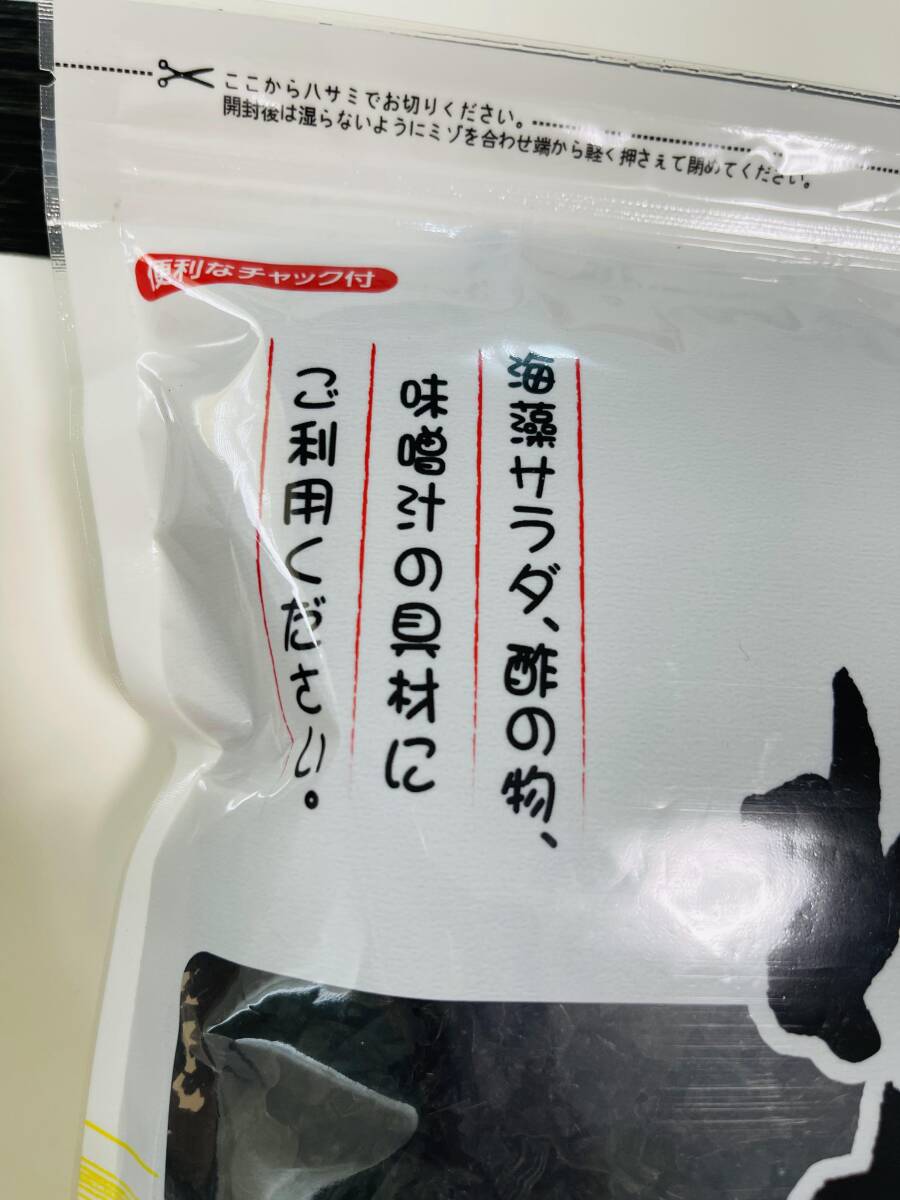 ここからハサミでお切りください。
開封後は湿らないようにミゾを合わせ端から軽く押さえて閉めてください。
便利なチャック付
海藻サラダ、酢の物、
味噌汁の具材に
ご利用ください。